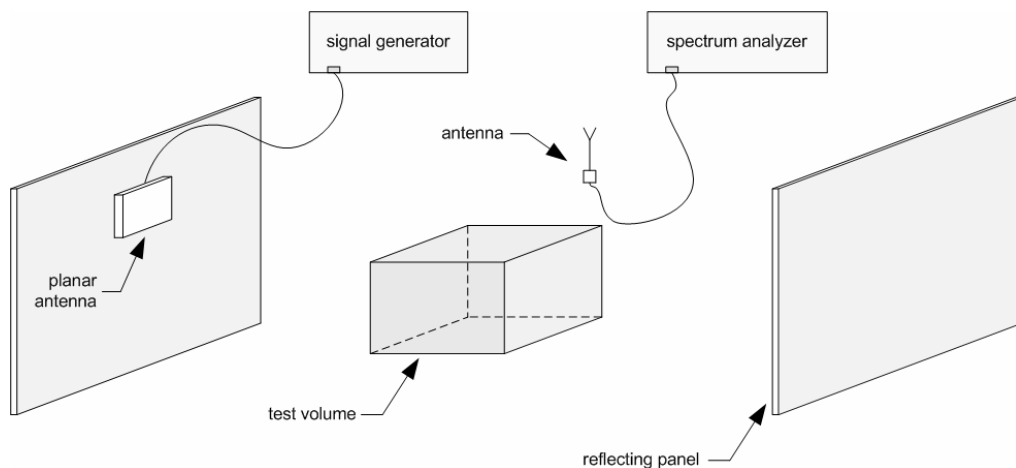 signal generator
spectrum analyzer
antenna
planar
antenna
test volume
reflecting panel